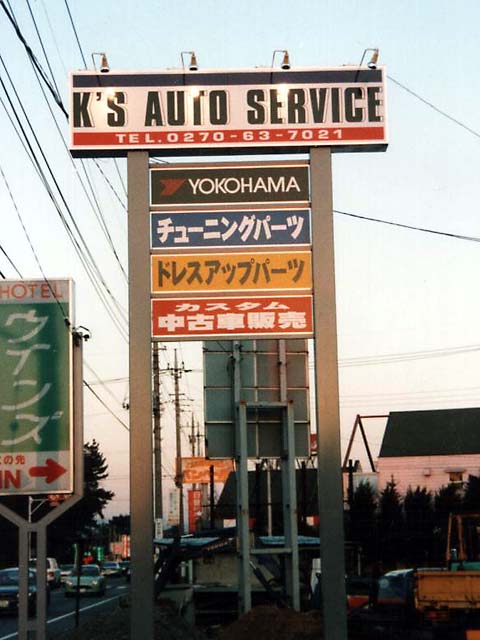 K'S AUTO SERVICE
TEL.0270-63-7021
YOKOHAMA
チューニングパーツ
ドレスアップパーツ
カスタム
中古車販売
HOTEL
ウインズ
の先
IN